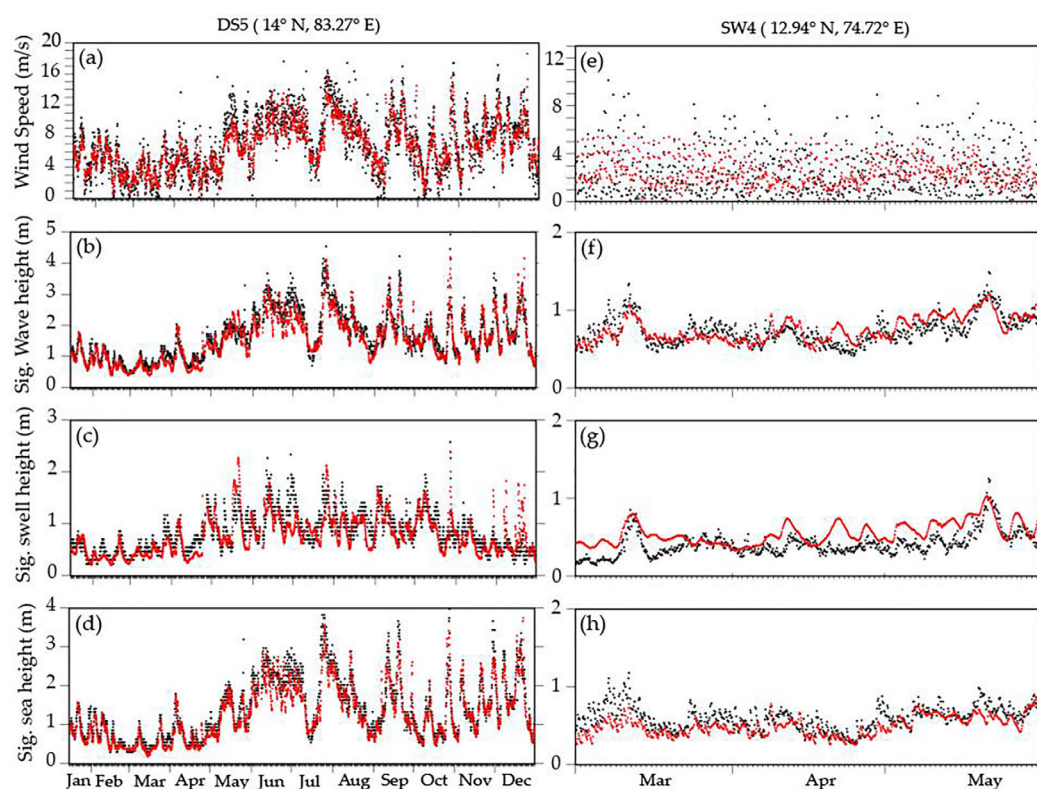 DS5 ( 14° N, 83.27° E)
SW4 ( 12.94° N, 74.72° E)
Wind Speed (m/s)
20
16
12
8
4
0
(a)
12
8
4
0
(e)
Sig. Wave height (m)
5
4
3
2
1
0
(b)
2
1
0
(f)
Sig. swell height (m)
3
2
1
0
(c)
2
1
0
(g)
Sig. sea height (m)
4
3
2
1
0
(d)
2
1
0
(h)
Jan Feb Mar Apr May Jun Jul Aug Sep Oct Nov Dec
Mar Apr May